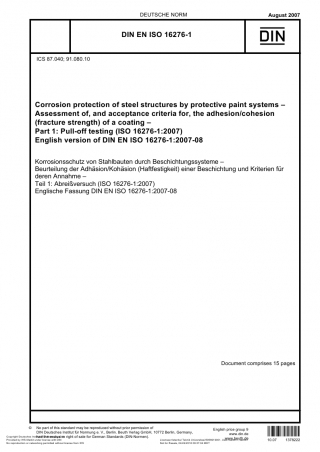 DEUTSCHE NORM
August 2007
DIN EN ISO 16276-1
DIN
ICS 87.040; 91.080.10
Corrosion protection of steel structures by protective paint systems –
Assessment of, and acceptance criteria for, the adhesion/cohesion
(fracture strength) of a coating –
Part 1: Pull-off testing (ISO 16276-1:2007)
English version of DIN EN ISO 16276-1:2007-08
Korrosionsschutz von Stahlbauten durch Beschichtungssysteme –
Beurteilung der Adhäsion/Kohäsion (Haftfestigkeit) einer Beschichtung und Kriterien für
deren Annahme –
Teil 1: Abreißversuch (ISO 16276-1:2007)
Englische Fassung DIN EN ISO 16276-1:2007-08
Document comprises 15 pages
No part of this standard may be reproduced without prior permission of
DIN Deutsches Institut für Normung e. V., Berlin. Beuth Verlag GmbH, 10772 Berlin, Germany,
right of sale for German Standards (DIN-Normen).
English price group 9
www.din.de
www.beuth.de
10.07